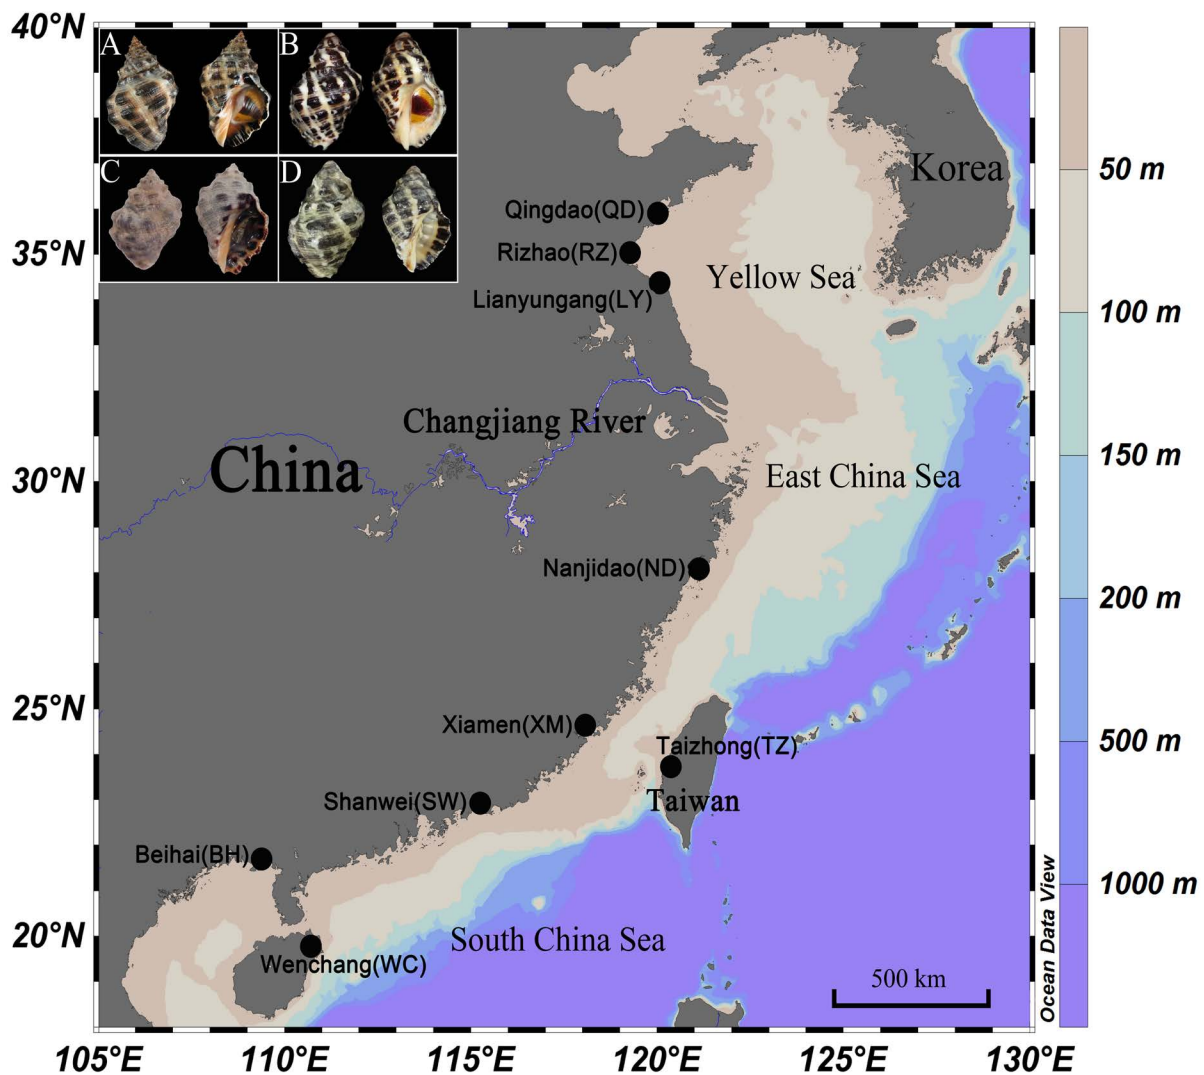 40°N
A
B
C
D
Korea
50 m
Qingdao(QD)
Rizhao(RZ)
35°N
Yellow Sea
Lianyungang(LY)
100 m
Changjiang River
China
150 m
30°N
East China Sea
Nanjidao(ND)
200 m
25°N
Xiamen(XM)
Taizhong(TZ)
500 m
Shanwei(SW)
Taiwan
Beihai(BH)
1000 m
20°N
South China Sea
Wenchang(WC)
500 km
Ocean Data View
105°E
110°E
115°E
120°E
125°E
130°E